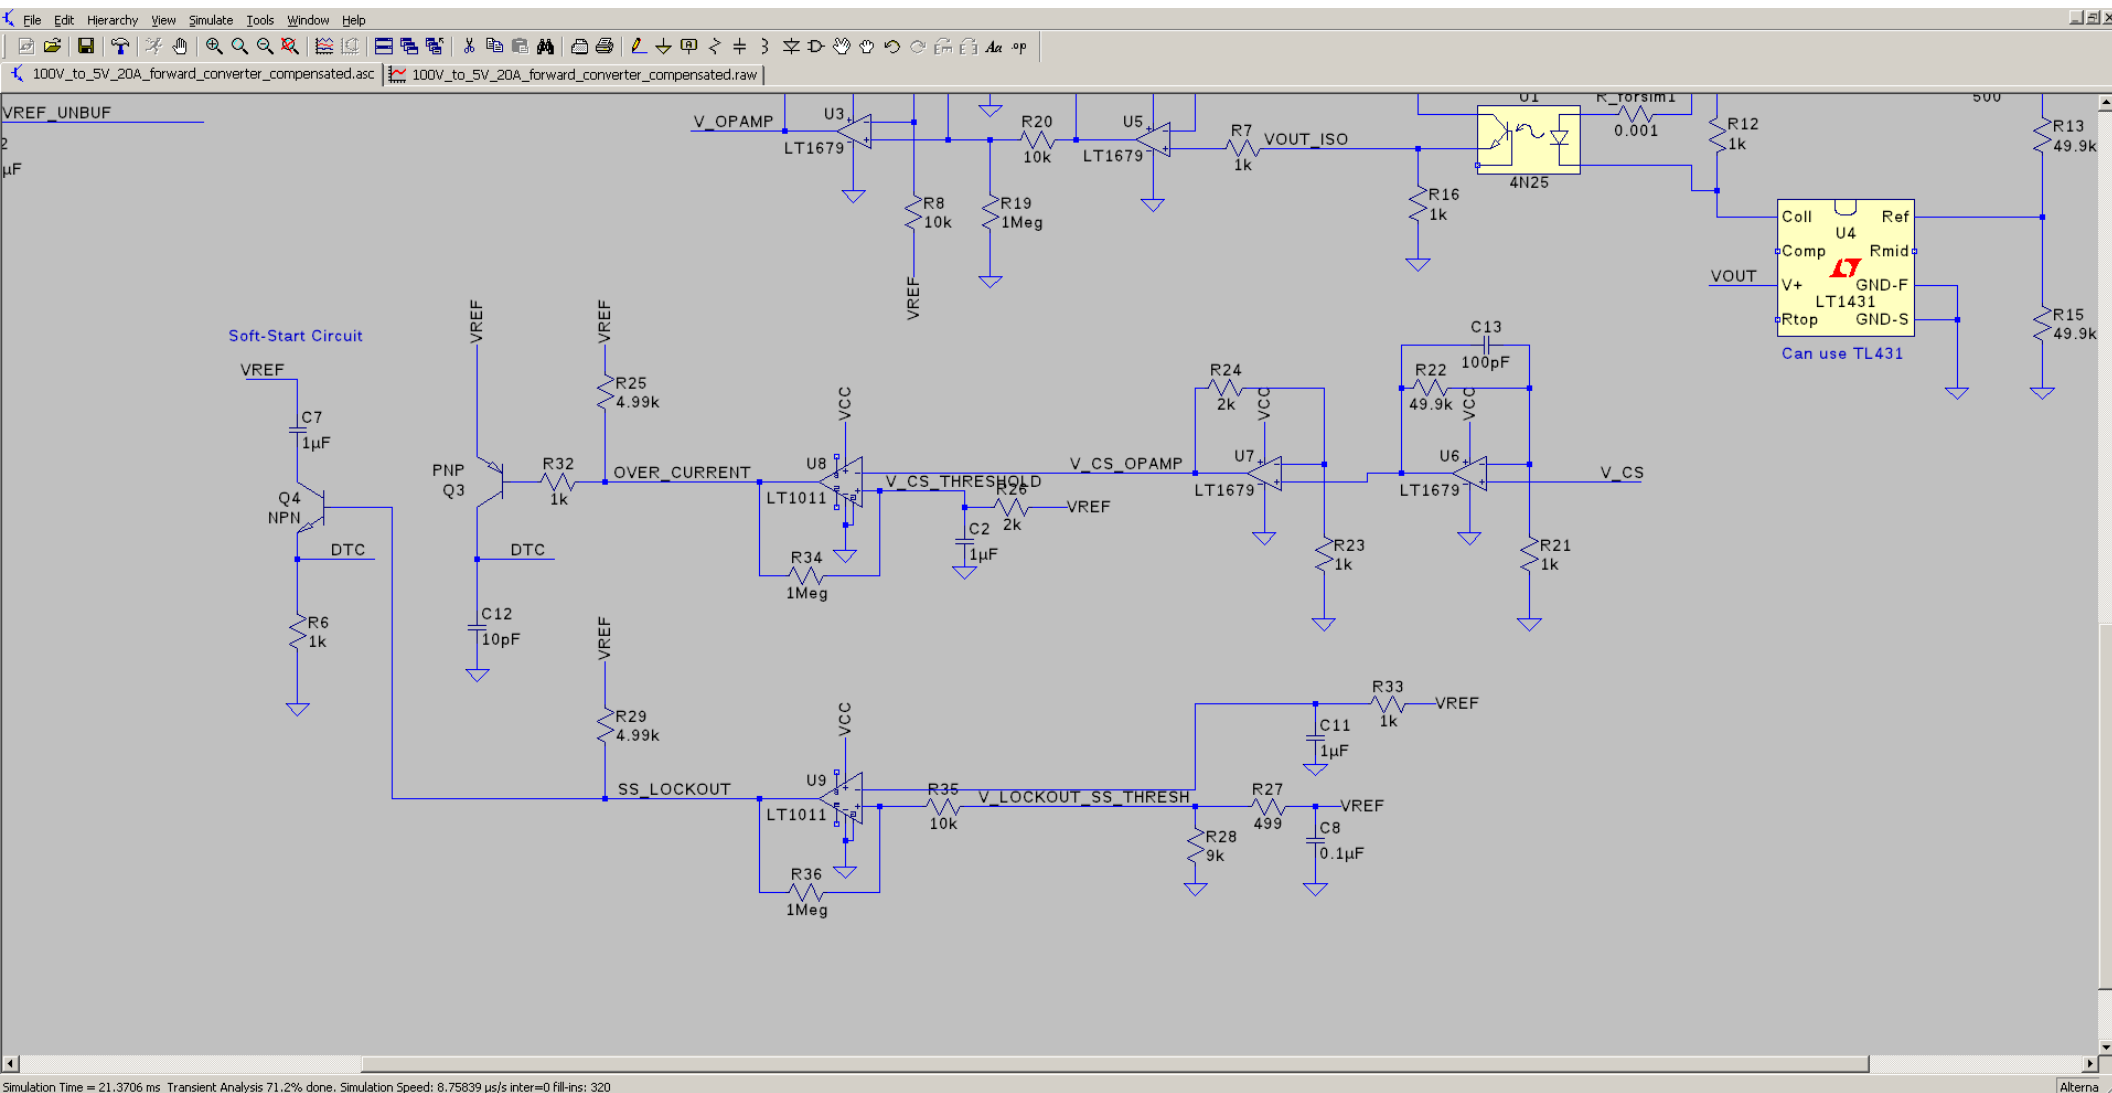 File Edit Hierarchy View Simulate Tools Window Help
Aa .op
100V_to_5V_20A_forward_converter_compensated.asc
100V_to_5V_20A_forward_converter_compensated.raw
VREF_UNBUF
2
µF
V_OPAMP
U3
LT1679
R20
10k
U5
LT1679
R7
1k
VOUT_ISO
U1
4N25
R_forsim1
0.001
R12
1k
500
R13
49.9k
R8
10k
VREF
R19
1Meg
R16
1k
Coll
Ref
U4
Comp
Rmid
VOUT
V+
GND-F
LT1431
Rtop
GND-S
Can use TL431
R15
49.9k
Soft-Start Circuit
VREF
C7
1µF
Q4
NPN
DTC
R6
1k
VREF
PNP
Q3
R32
1k
DTC
C12
10pF
VREF
R25
4.99k
OVER_CURRENT
VCC
U8
LT1011
V_CS_THRESHOLD
R26
2k
VREF
C2
1µF
R34
1Meg
V_CS_OPAMP
R24
2k
VCC
U7
LT1679
R23
1k
C13
100pF
R22
49.9k
VCC
U6
LT1679
V_CS
R21
1k
VREF
R29
4.99k
SS_LOCKOUT
VCC
U9
LT1011
R36
1Meg
R35
10k
V_LOCKOUT_SS_THRESH
R28
9k
R27
499
VREF
C8
0.1µF
R33
1k
VREF
C11
1µF
Simulation Time = 21.3706 ms Transient Analysis 71.2% done. Simulation Speed: 8.75839 µs/s inter=0 fill-ins: 320
Alterna